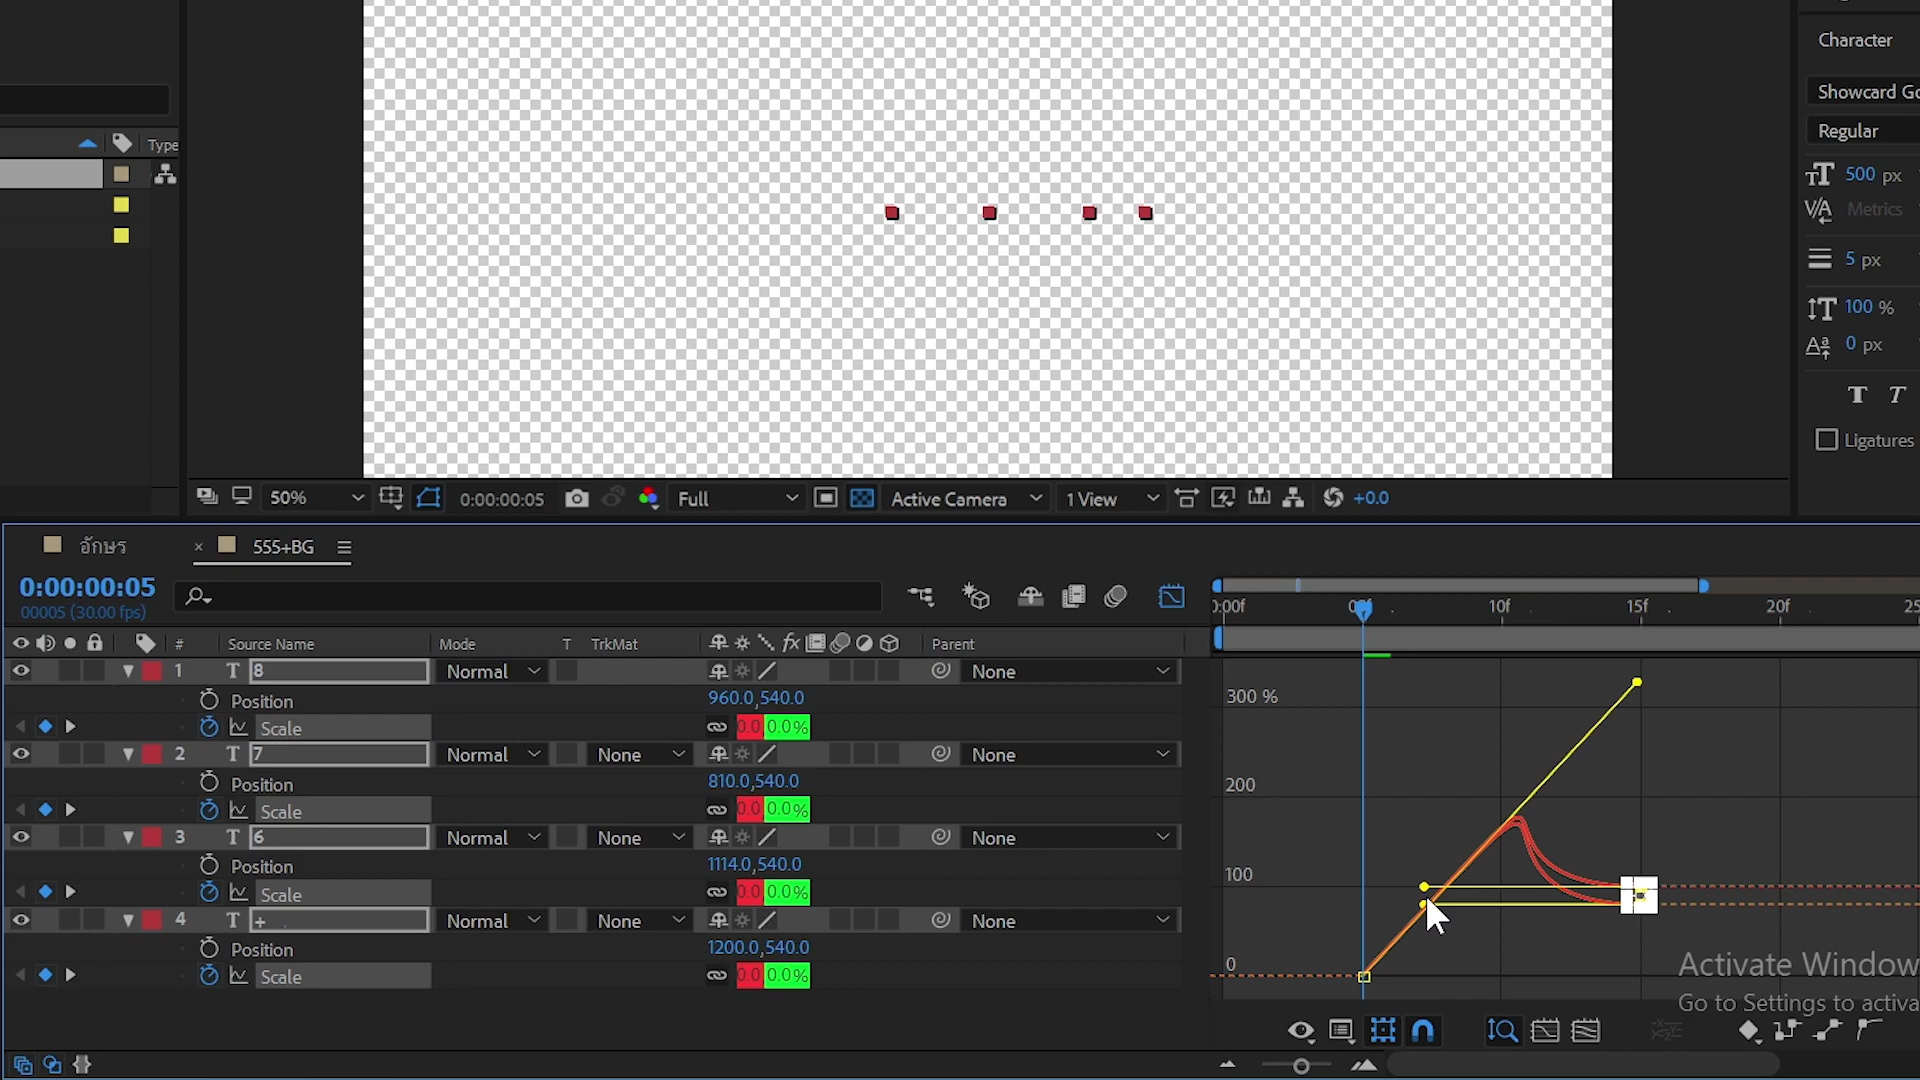 Character
Showcard Go
Regular
Type
500 px
Metrics
5 px
100 %
0 px
T T
Ligatures
50%
0:00:00:05
Full
Active Camera
1 View
+0.0
อักษร
× 555+BG
0:00:00:05
00005 (30.00 fps)
10f 15f 20f
# Source Name Mode T TrkMat fx Parent
1 T 8 Normal None
Position 960.0,540.0
Scale 0.0 0.0%
2 T 7 Normal None None
Position 810.0,540.0
Scale 0.0 0.0%
3 T 6 Normal None None
Position 1114.0,540.0
Scale 0.0 0.0%
4 T + Normal None None
Position 1200.0,540.0
Scale 0.0 0.0%
300 %
200
100
0
Activate Window
Go to Settings to activa